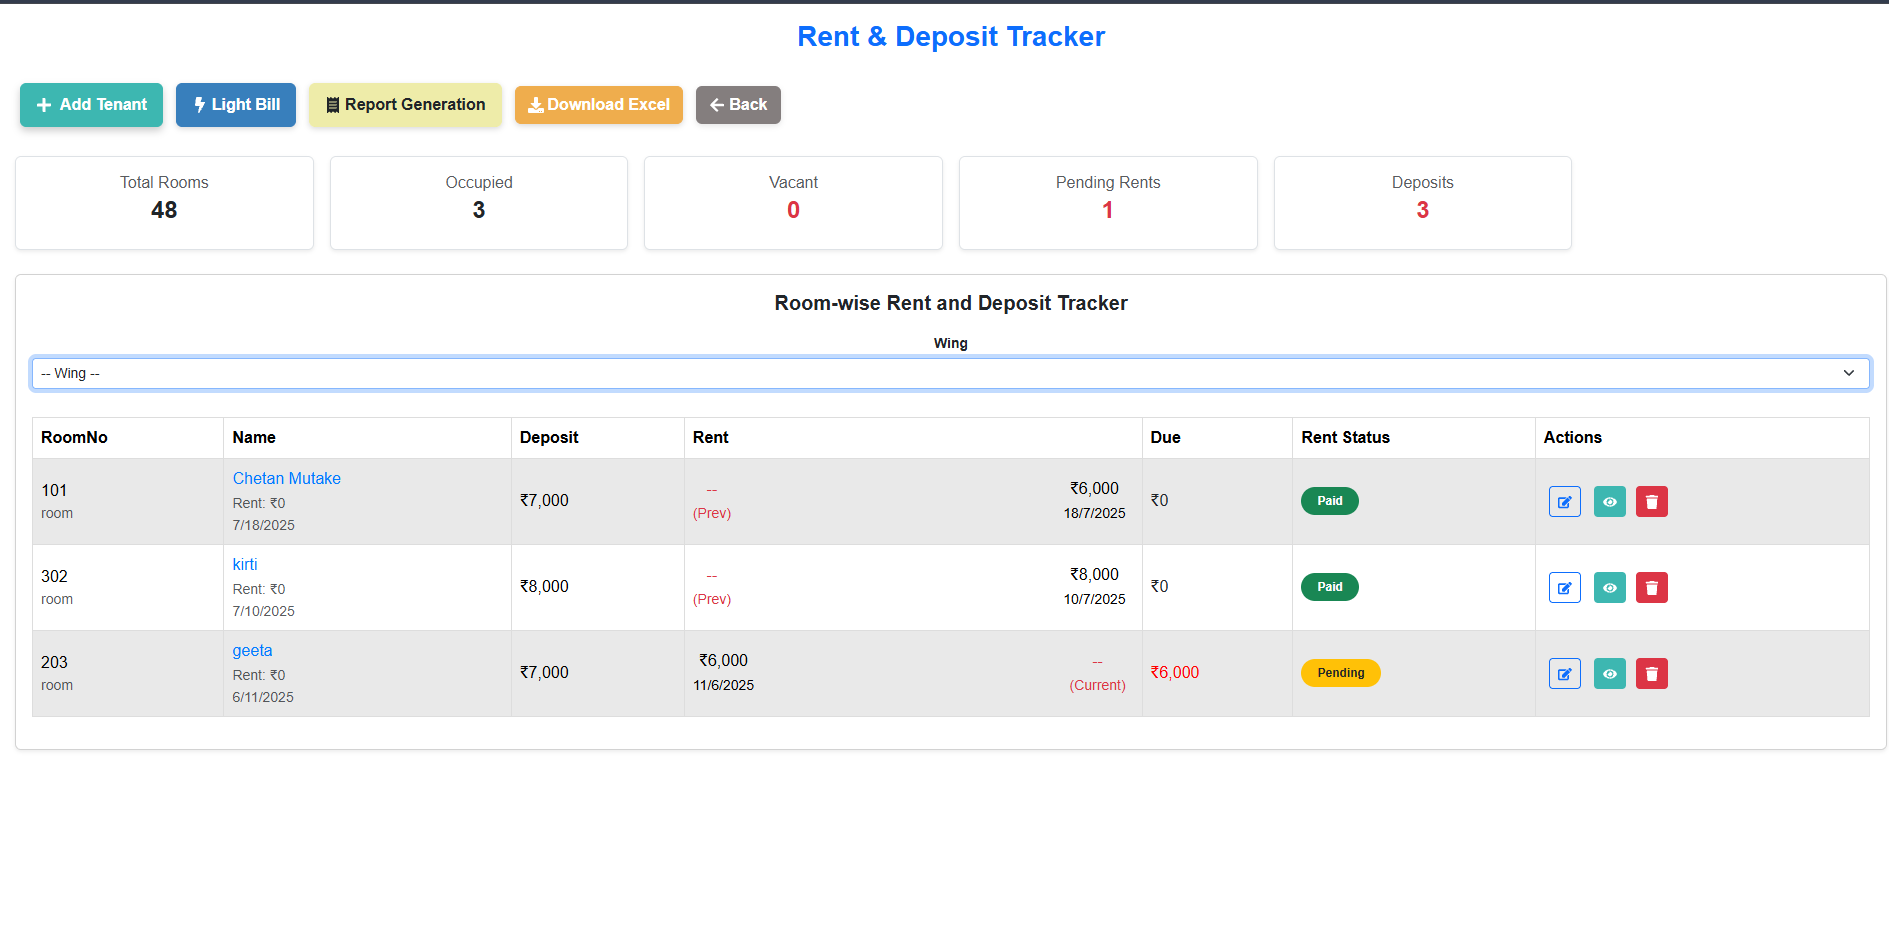 Rent & Deposit Tracker
Add Tenant
Light Bill
Report Generation
Download Excel
Back
Total Rooms
48
Occupied
3
Vacant
0
Pending Rents
1
Deposits
3
Room-wise Rent and Deposit Tracker
Wing
-- Wing --
RoomNo Name Deposit Rent Due Rent Status Actions
101
room
Chetan Mutake
Rent: ₹0
7/18/2025
₹7,000
--
(Prev)
₹6,000
18/7/2025
₹0
Paid
302
room
kirti
Rent: ₹0
7/10/2025
₹8,000
--
(Prev)
₹8,000
10/7/2025
₹0
Paid
203
room
geeta
Rent: ₹0
6/11/2025
₹7,000
₹6,000
11/6/2025
--
(Current)
₹6,000
Pending